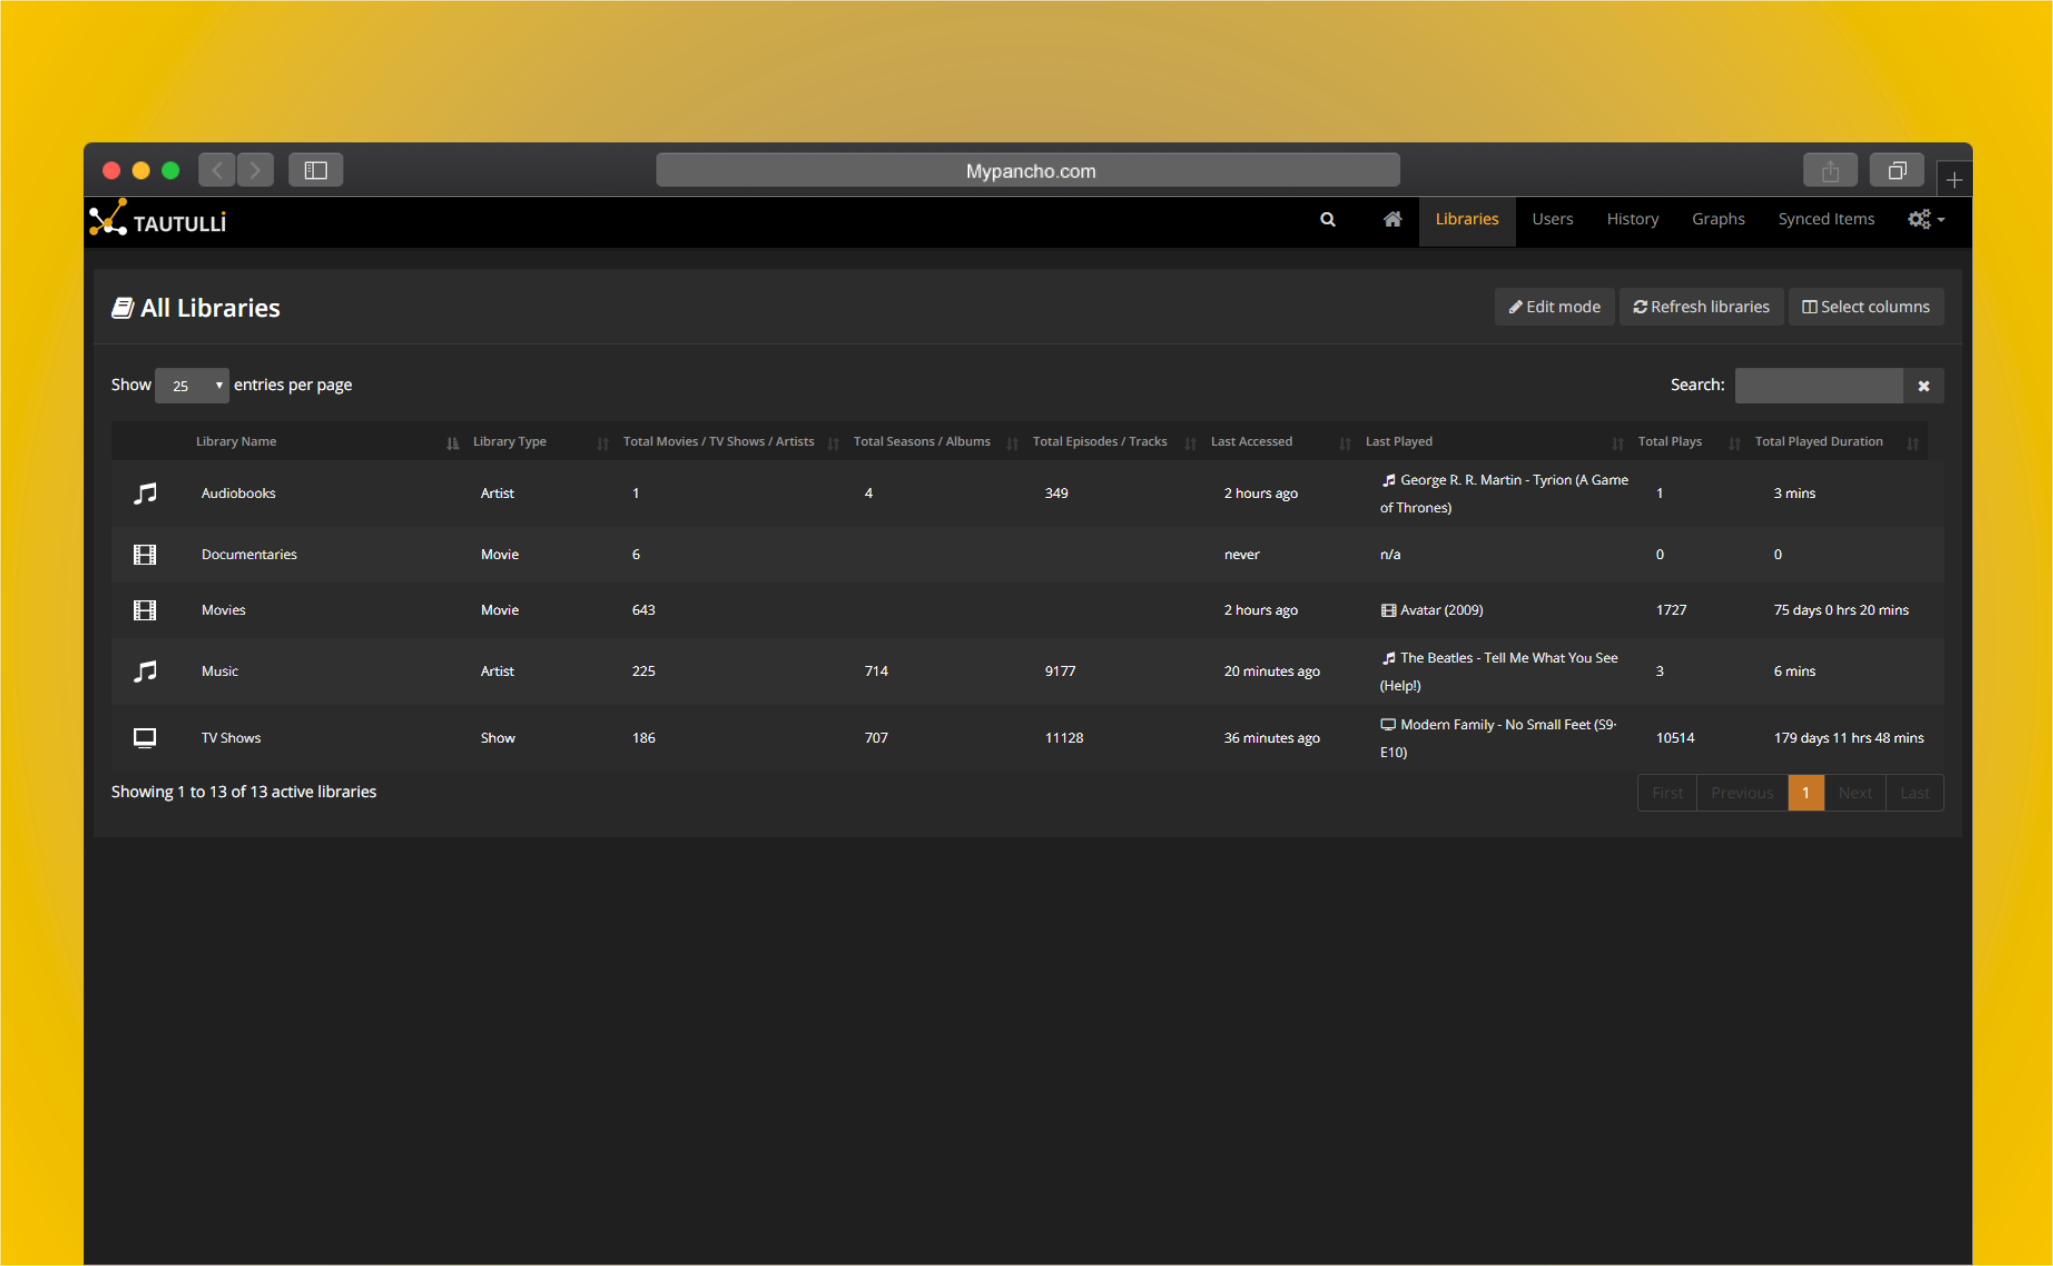 Mypancho.com
TAUTULLi
Libraries Users History Graphs Synced Items
All Libraries
Edit mode Refresh libraries Select columns
Show 25 entries per page
Search:
Library Name Library Type Total Movies / TV Shows / Artists Total Seasons / Albums Total Episodes / Tracks Last Accessed Last Played Total Plays Total Played Duration
Audiobooks Artist 1 4 349 2 hours ago George R. R. Martin - Tyrion (A Game 1 3 mins
of Thrones)
Documentaries Movie 6 never n/a 0 0
Movies Movie 643 2 hours ago Avatar (2009) 1727 75 days 0 hrs 20 mins
Music Artist 225 714 9177 20 minutes ago The Beatles - Tell Me What You See 3 6 mins
(Help!)
TV Shows Show 186 707 11128 36 minutes ago Modern Family - No Small Feet (S9· 10514 179 days 11 hrs 48 mins
E10)
Showing 1 to 13 of 13 active libraries
First Previous 1 Next Last